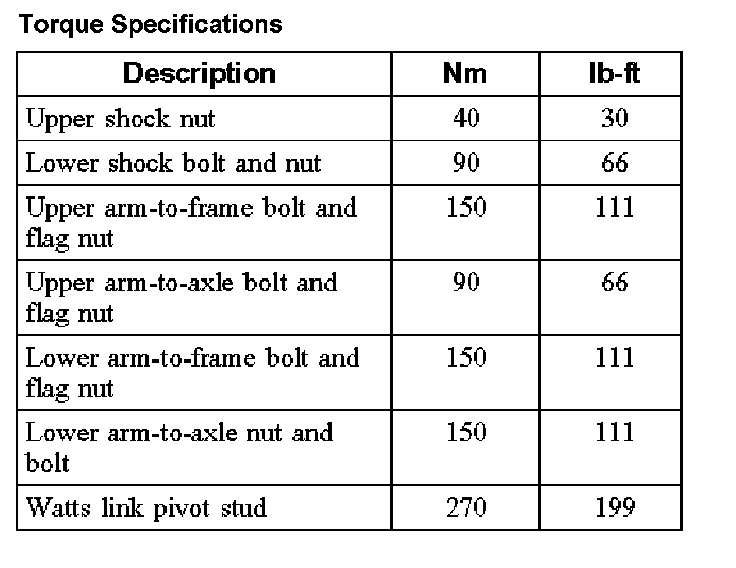 Torque Specifications
Description Nm lb-ft
Upper shock nut 40 30
Lower shock bolt and nut 90 66
Upper arm-to-frame bolt and 150 111
flag nut
Upper arm-to-axle bolt and 90 66
flag nut
Lower arm-to-frame bolt and 150 111
flag nut
Lower arm-to-axle nut and 150 111
bolt
Watts link pivot stud 270 199